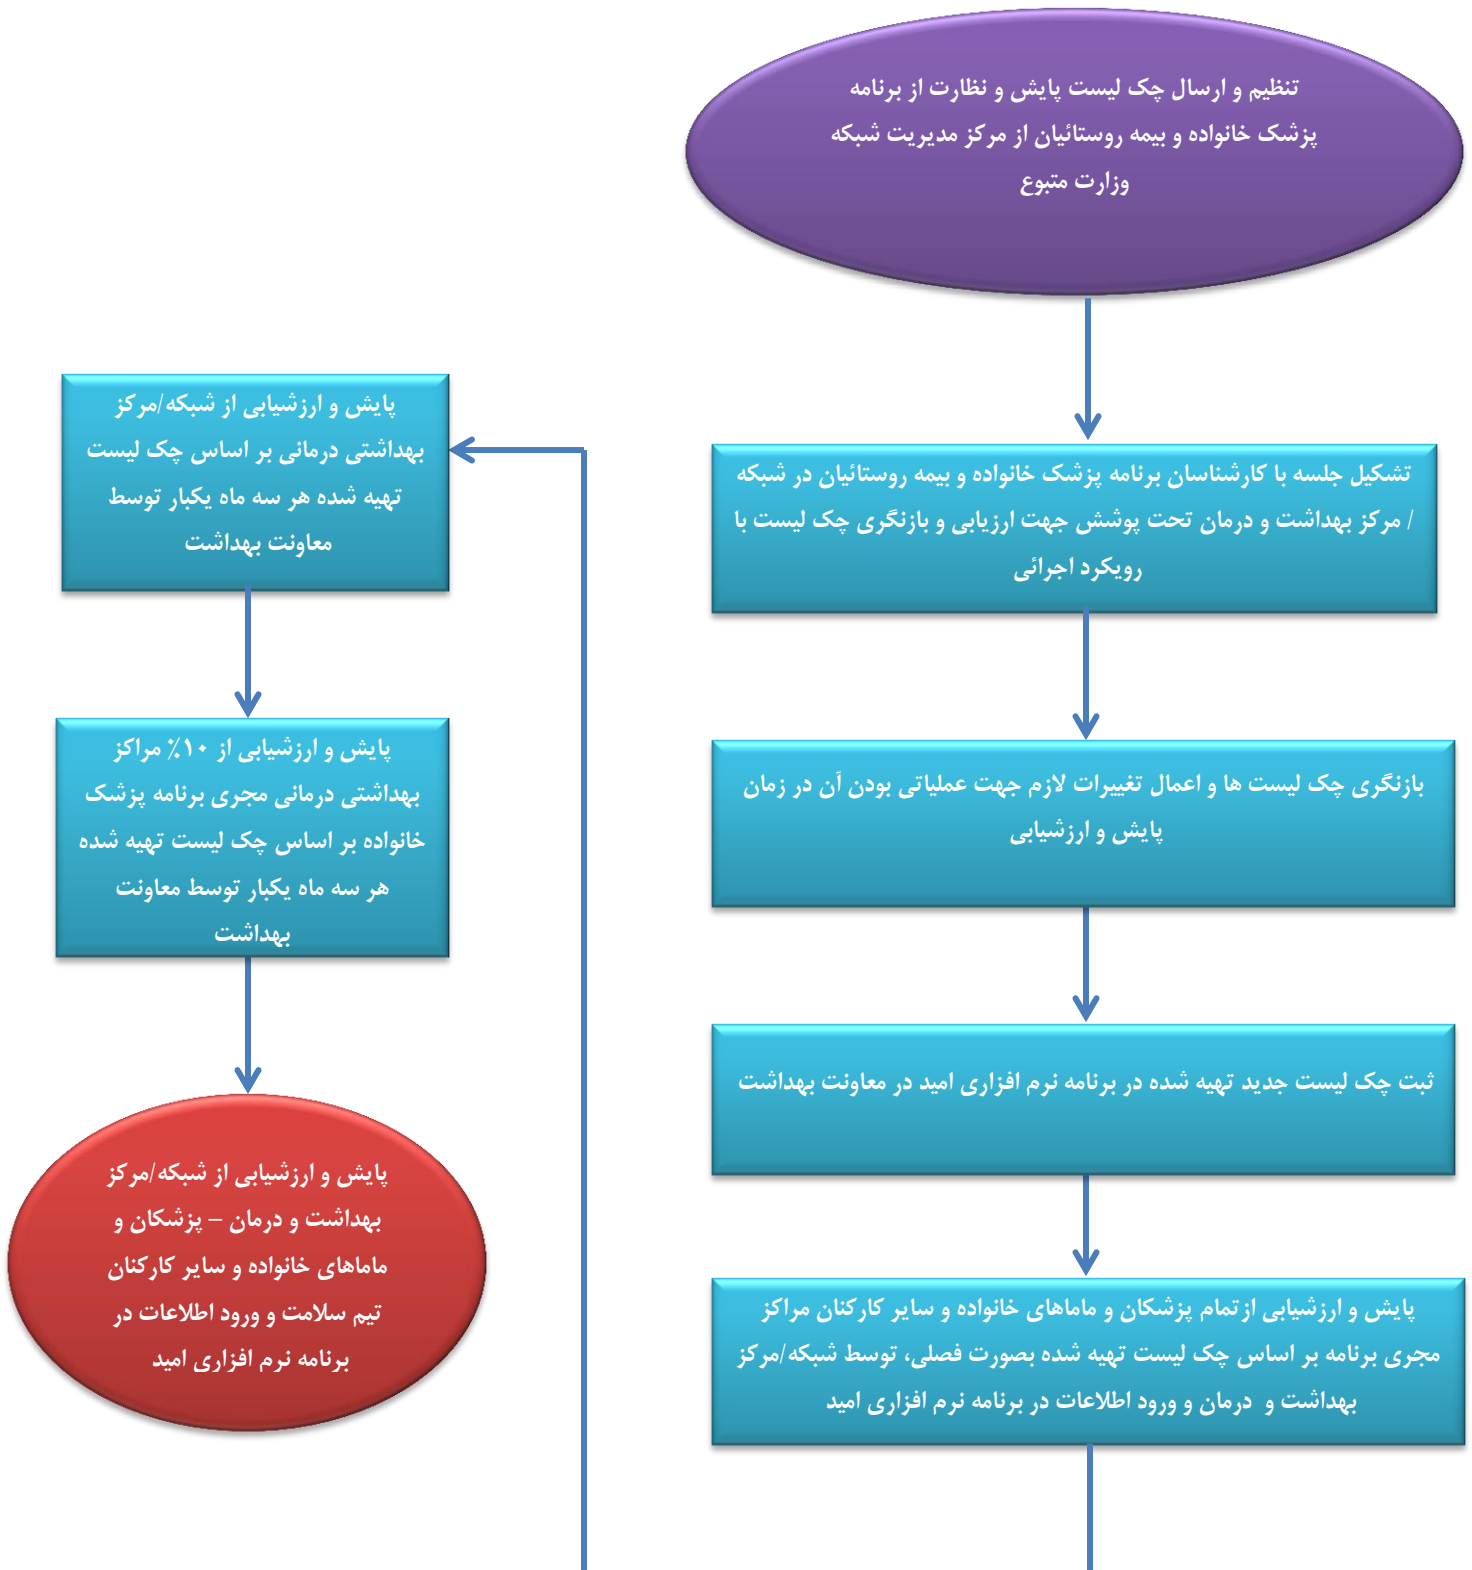 تنظیم و ارسال چک لیست پایش و نظارت از برنامه
پزشک خانواده و بیمه روستائیان از مرکز مدیریت شبکه
وزارت متبوع
تشکیل جلسه با کارشناسان برنامه پزشک خانواده و بیمه روستائیان در شبکه
/ مرکز بهداشت و درمان تحت پوشش جهت ارزیابی و بازنگری چک لیست با
رویکرد اجرائی
بازنگری چک لیست ها و اعمال تغییرات لازم جهت عملیاتی بودن آن در زمان
پایش و ارزشیابی
ثبت چک لیست جدید تهیه شده در برنامه نرم افزاری امید در معاونت بهداشت
پایش و ارزشیابی ازتمام پزشکان و ماماهای خانواده و سایر کارکنان مراکز
مجری برنامه بر اساس چک لیست تهیه شده بصورت فصلی، توسط شبکه/مرکز
بهداشت و درمان و ورود اطلاعات در برنامه نرم افزاری امید
پایش و ارزشیابی از شبکه/مرکز
بهداشتی درمانی بر اساس چک لیست
تهیه شده هر سه ماه یکبار توسط
معاونت بهداشت
پایش و ارزشیابی از ۱۰٪ مراکز
بهداشتی درمانی مجری برنامه پزشک
خانواده بر اساس چک لیست تهیه شده
هر سه ماه یکبار توسط معاونت
بهداشت
پایش و ارزشیابی از شبکه/مرکز
بهداشت و درمان – پزشکان و
ماماهای خانواده و سایر کارکنان
تیم سلامت و ورود اطلاعات در
برنامه نرم افزاری امید